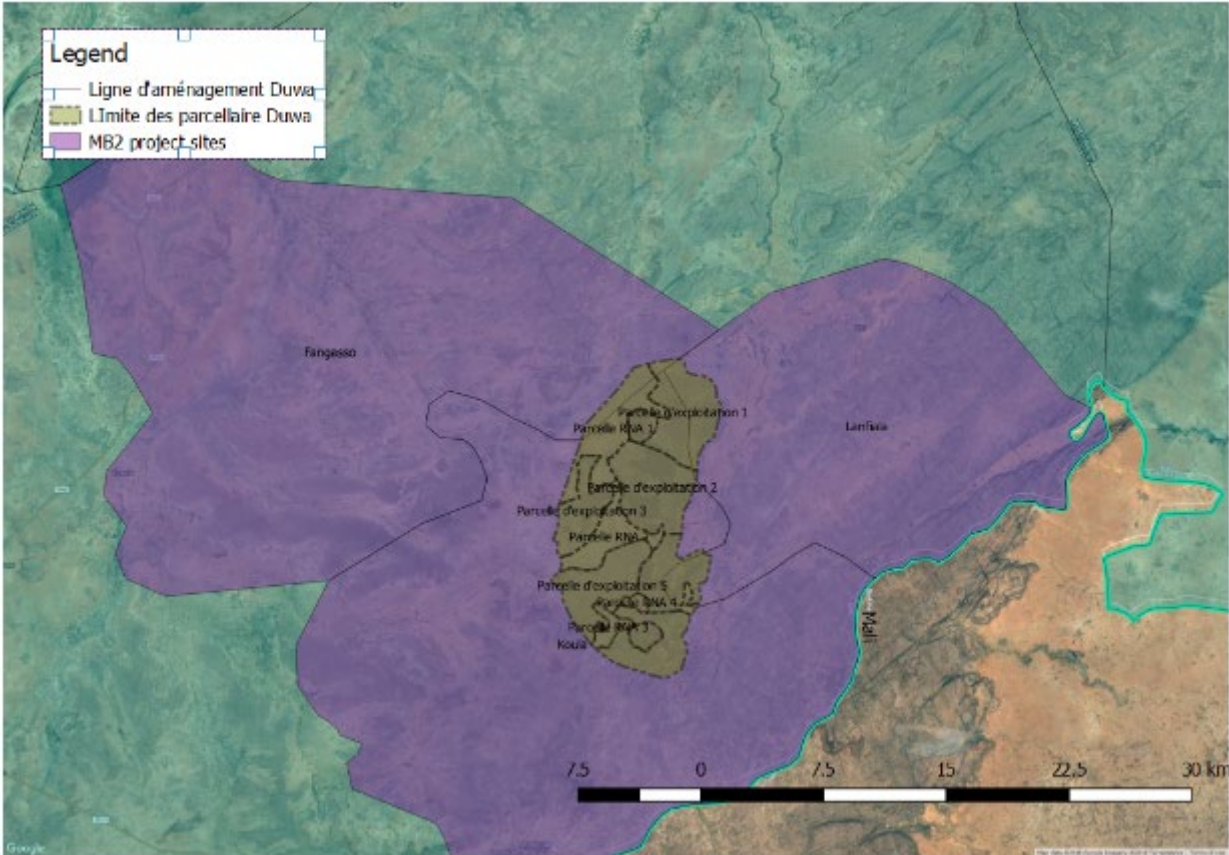 Legend
Ligne d'aménagement Duwa
LImite des parcellaire Duwa
MB2 project sites
Fangasso
Parcelle d'exploitation 1
Parcelle RNA 1
Lanfiala
Parcelle d'exploitation 2
Parcelle d'exploitation 3
Parcelle RNA
Parcelle d'exploitation 5
Parcelle RNA 4
Parcelle RNA 3
Koula
Mali
7.5 0 7.5 15 22.5 30 km
Google